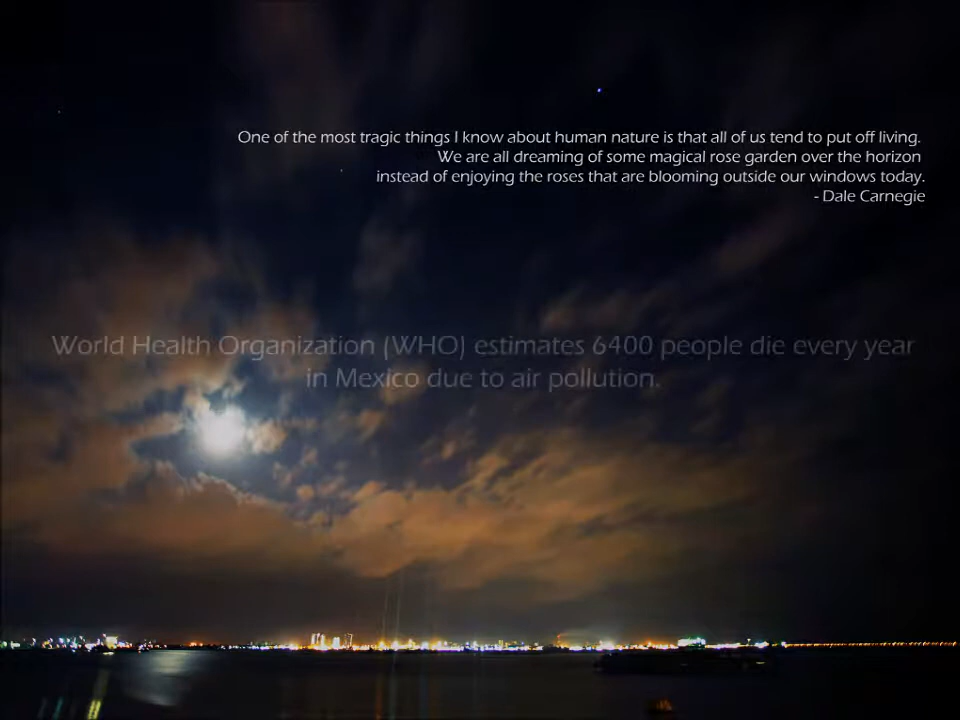 One of the most tragic things I know about human nature is that all of us tend to put off living.
We are all dreaming of some magical rose garden over the horizon
instead of enjoying the roses that are blooming outside our windows today.
- Dale Carnegie
World Health Organization (WHO) estimates 6400 people die every year
in Mexico due to air pollution.